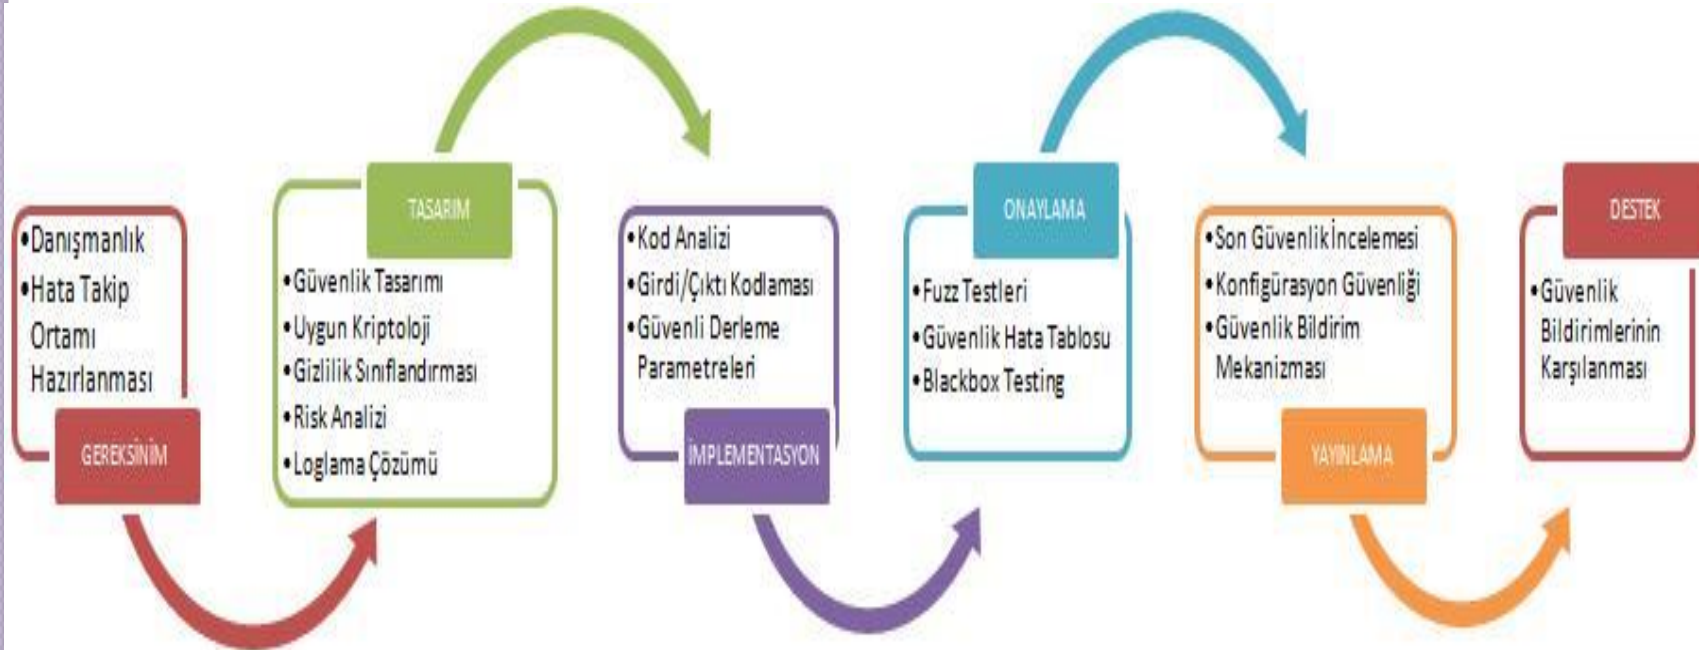 •Danışmanlık
•Hata Takip
Ortamı
Hazırlanması
GEREKSİNİM
TASARIM
•Güvenlik Tasarımı
•Uygun Kriptoloji
•Gizlilik Sınıflandırması
•Risk Analizi
•Loglama Çözümü
•Kod Analizi
•Girdi/Çıktı Kodlaması
•Güvenli Derleme
Parametreleri
İMPLEMENTASYON
ONAYLAMA
•Fuzz Testleri
•Güvenlik Hata Tablosu
•Blackbox Testing
•Son Güvenlik İncelemesi
•Konfigürasyon Güvenliği
•Güvenlik Bildirim
Mekanizması
YAYINLAMA
DESTEK
•Güvenlik
Bildirimlerinin
Karşılanması